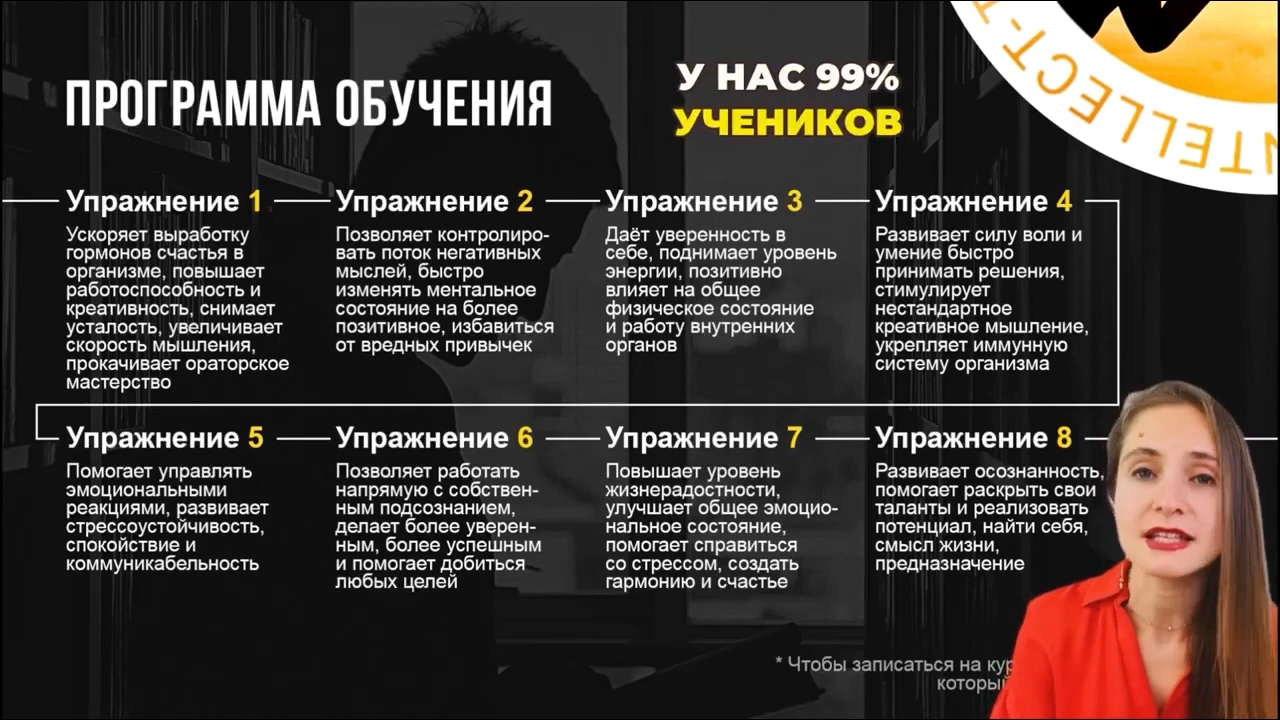 ПРОГРАММА ОБУЧЕНИЯ
У НАС 99%
УЧЕНИКОВ
NTELLECT-T
Упражнение 1
Ускоряет выработку
гормонов счастья в
организме, повышает
работоспособность и
креативность, снимает
усталость, увеличивает
скорость мышления,
прокачивает ораторское
мастерство
Упражнение 2
Позволяет контролиро-
вать поток негативных
мыслей, быстро
изменять ментальное
состояние на более
позитивное, избавиться
от вредных привычек
Упражнение 3
Даёт уверенность в
себе, поднимает уровень
энергии, позитивно
влияет на общее
физическое состояние
и работу внутренних
органов
Упражнение 4
Развивает силу воли и
умение быстро
принимать решения,
стимулирует
нестандартное
креативное мышление,
укрепляет иммунную
систему организма
Упражнение 5
Помогает управлять
эмоциональными
реакциями, развивает
стрессоустойчивость,
спокойствие и
коммуникабельность
Упражнение 6
Позволяет работать
напрямую с собствен-
ным подсознанием,
делает более уверен-
ным, более успешным
и помогает добиться
любых целей
Упражнение 7
Повышает уровень
жизнерадостности,
улучшает общее эмоцио-
нальное состояние,
помогает справиться
со стрессом, создать
гармонию и счастье
Упражнение 8
Развивает осознанность,
помогает раскрыть свои
таланты и реализовать
потенциал, найти себя,
смысл жизни,
предназначение
* Чтобы записаться на кур
который